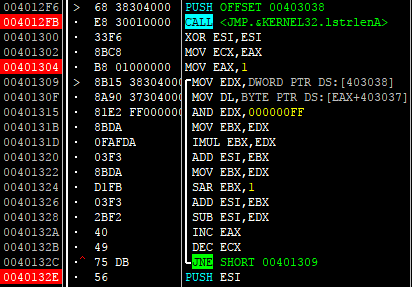 004012F6 > 68 38304000 PUSH OFFSET 00403038
004012FB · E8 30010000 CALL <JMP.&KERNEL32.lstrlenA>
00401300 · 33F6 XOR ESI,ESI
00401302 · 8BC8 MOV ECX,EAX
00401304 · B8 01000000 MOV EAX,1
00401309 > 8B15 38304000 MOV EDX,DWORD PTR DS:[403038]
0040130F · 8A90 37304000 MOV DL,BYTE PTR DS:[EAX+403037]
00401315 · 81E2 FF000000 AND EDX,000000FF
0040131B · 8BDA MOV EBX,EDX
0040131D · 0FAFDA IMUL EBX,EDX
00401320 · 03F3 ADD ESI,EBX
00401322 · 8BDA MOV EBX,EDX
00401324 · D1FB SAR EBX,1
00401326 · 03F3 ADD ESI,EBX
00401328 · 2BF2 SUB ESI,EDX
0040132A · 40 INC EAX
0040132B · 49 DEC ECX
0040132C ·^ 75 DB JNE SHORT 00401309
0040132E · 56 PUSH ESI